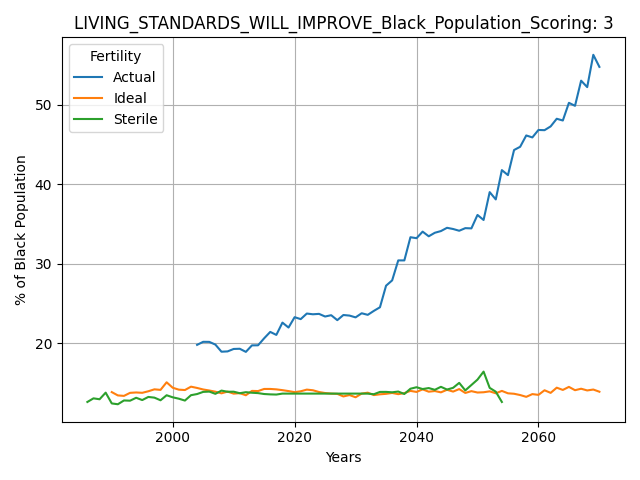 LIVING_STANDARDS_WILL_IMPROVE_Black_Population_Scoring: 3
Fertility
Actual
Ideal
Sterile
% of Black Population
50
40
30
20
2000
2020
2040
2060
Years